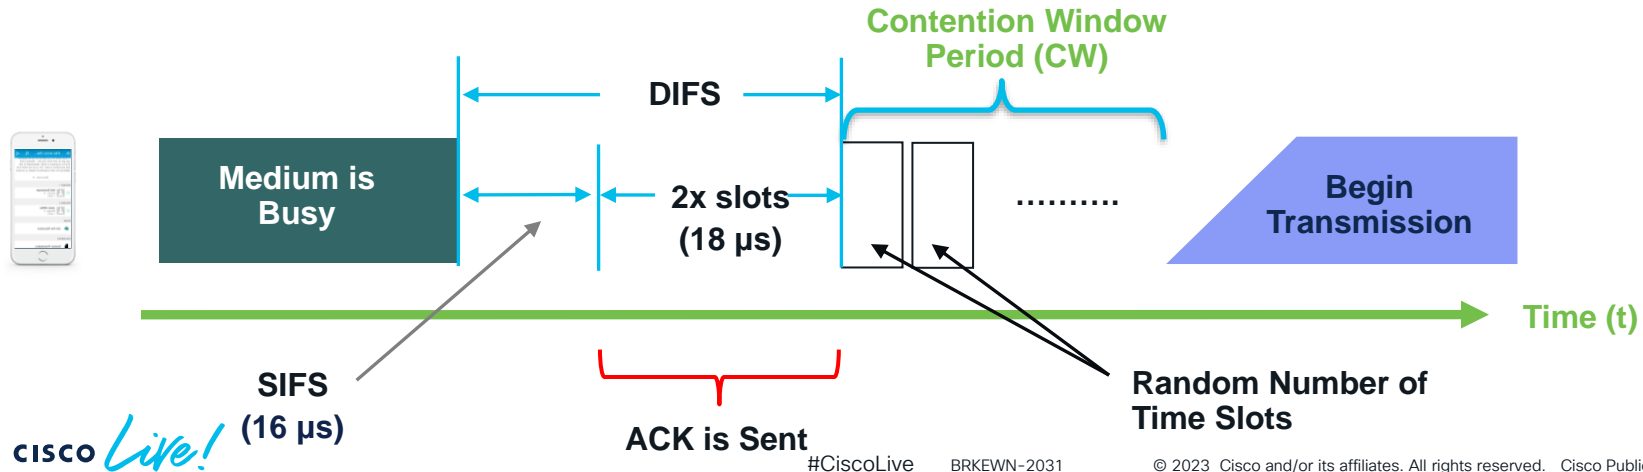 Contention Window
Period (CW)
DIFS
Medium is
Busy
2x slots
(18 µs)
..........
Begin
Transmission
Time (t)
SIFS
(16 µs)
ACK is Sent
Random Number of
Time Slots
CISCO Live!
#CiscoLive BRKEWN-2031 © 2023 Cisco and/or its affiliates. All rights reserved. Cisco Public